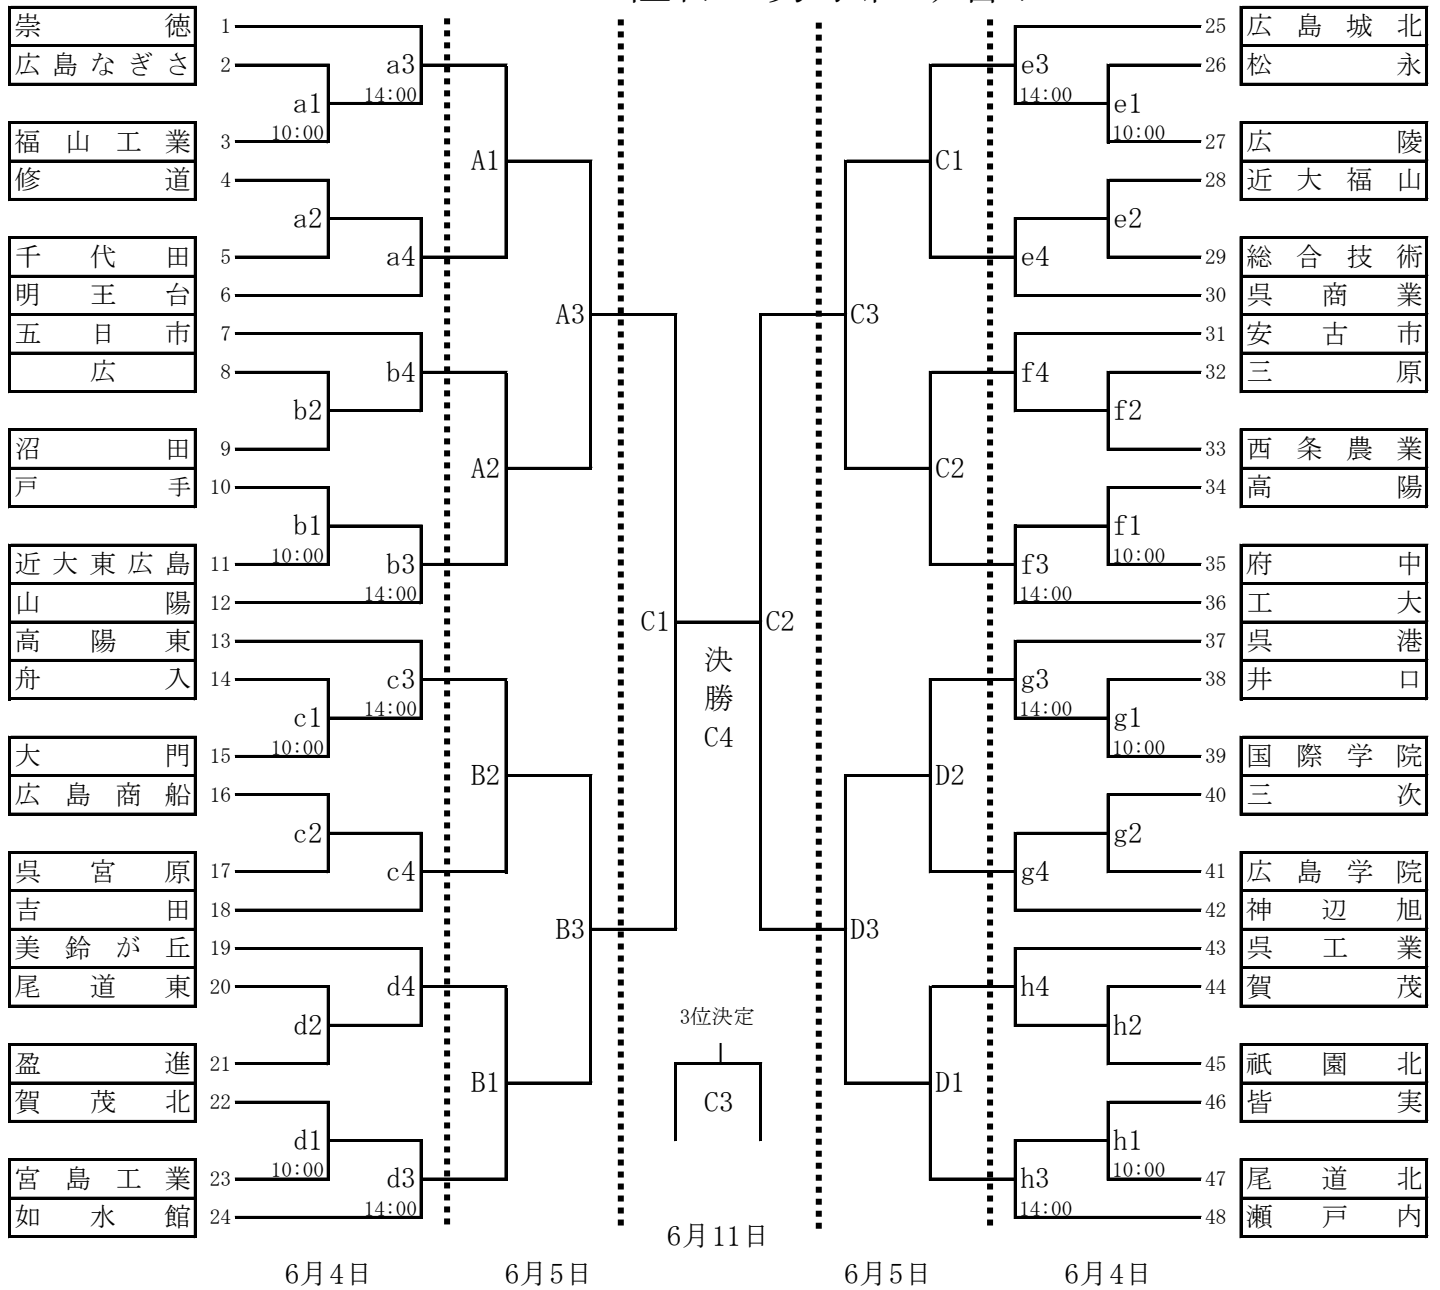 崇徳 1
広島なぎさ 2
a1 10:00
a3 14:00
福山工業 3
修道 4
a2
千代田 5
a4
明王台 6
A1
五日市 7
広 8
b4
b2
沼田 9
戸手 10
A2
b1 10:00
近大東広島 11
b3 14:00
山陽 12
A3
高陽東 13
舟入 14
c3 14:00
c1 10:00
大門 15
広島商船 16
B2
c2
呉宮原 17
c4
吉田 18
美鈴が丘 19
尾道東 20
d4
d2
盈進 21
賀茂北 22
B1
d1 10:00
宮島工業 23
d3 14:00
如水館 24
B3
C1
C2
決勝
C4
3位決定
C3
25 広島城北
26 松永
e3 14:00
e1 10:00
27 広陵
28 近大福山
C1
e2
29 総合技術
e4
30 呉商業
C3
31 安古市
32 三原
f4
f2
33 西条農業
34 高陽
C2
f1 10:00
35 府中
f3 14:00
36 工大
37 呉港
38 井口
g3 14:00
g1 10:00
39 国際学院
40 三次
D2
g2
41 広島学院
g4
42 神辺旭
D3
43 呉工業
44 賀茂
h4
h2
45 祇園北
46 皆実
D1
h1 10:00
47 尾道北
h3 14:00
48 瀬戸内
6月4日
6月5日
6月11日
6月5日
6月4日